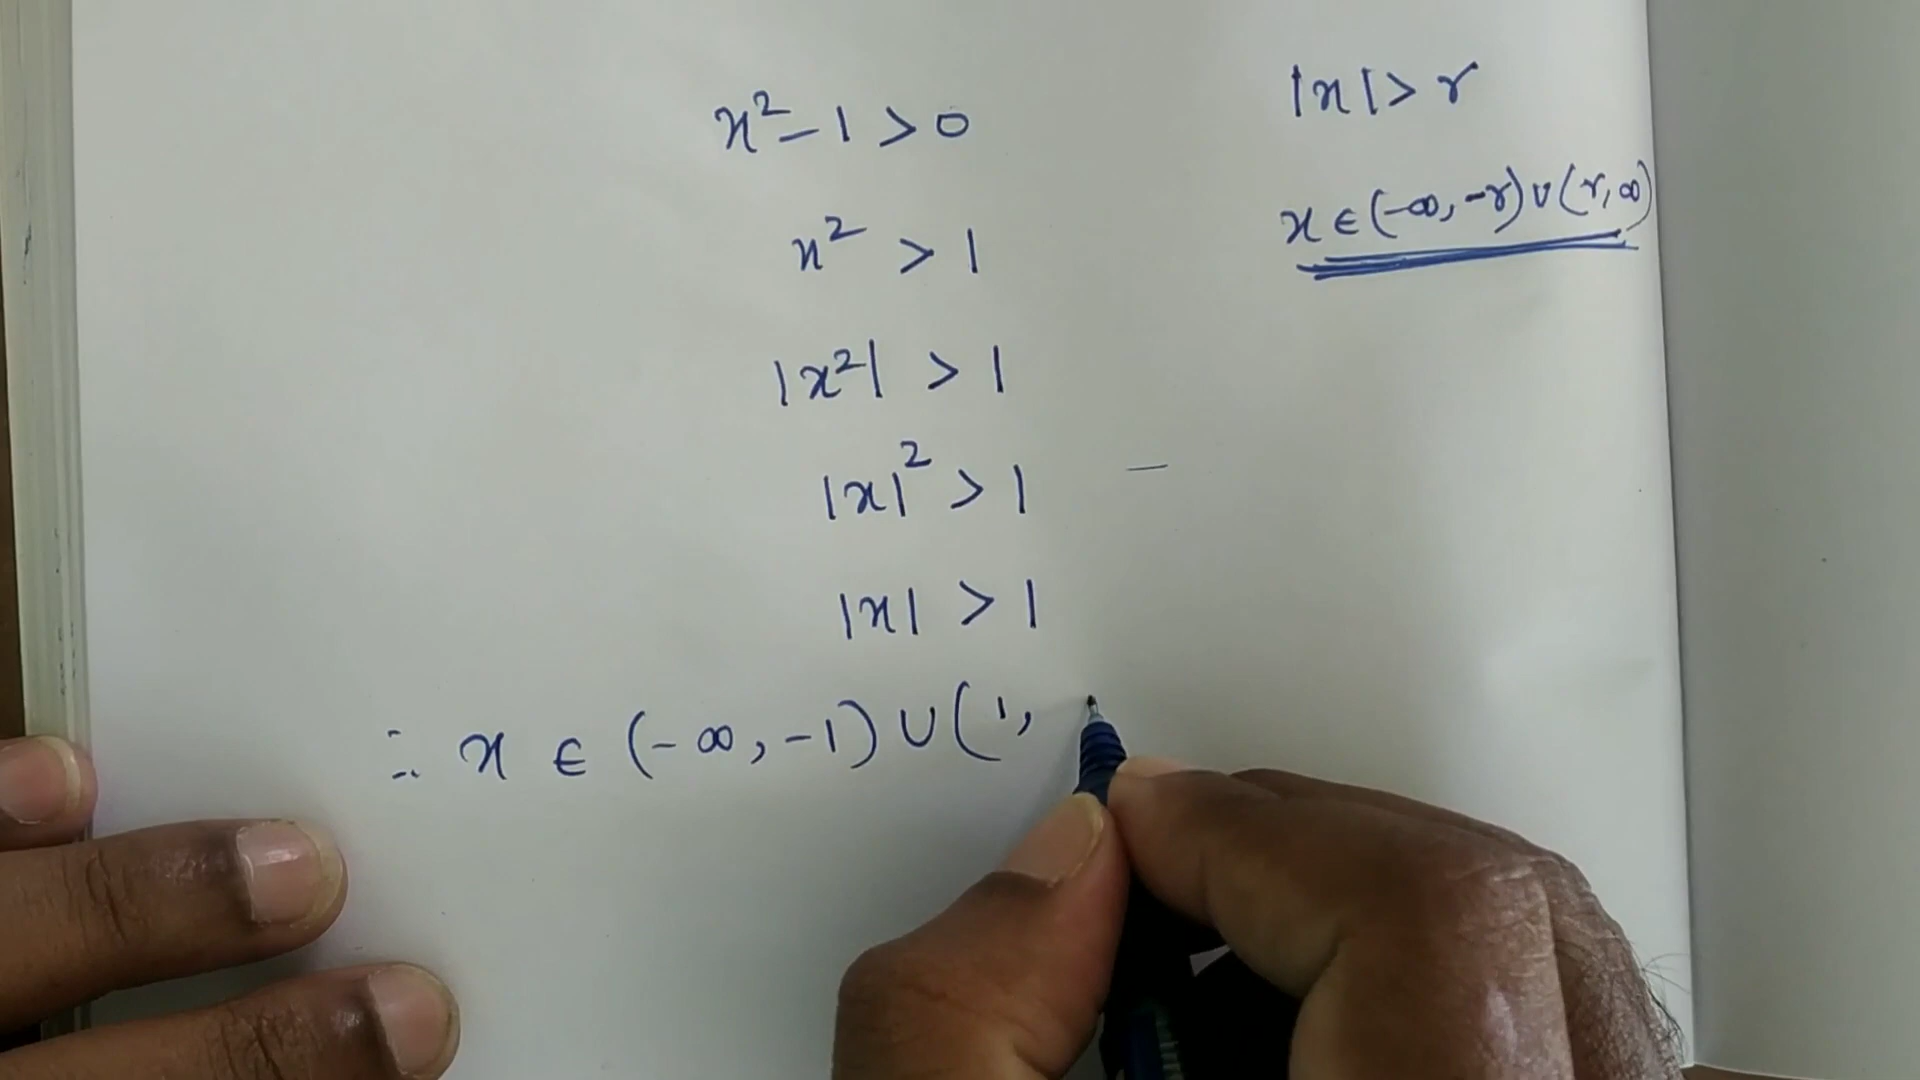 x² - 1 > 0
x² > 1
|x²| > 1
|x|² > 1 —
|x| > 1
∴ x ∈ (-∞, -1) ∪ (1,
|x| > r
x ∈ (-∞, -r) ∪ (r, ∞)